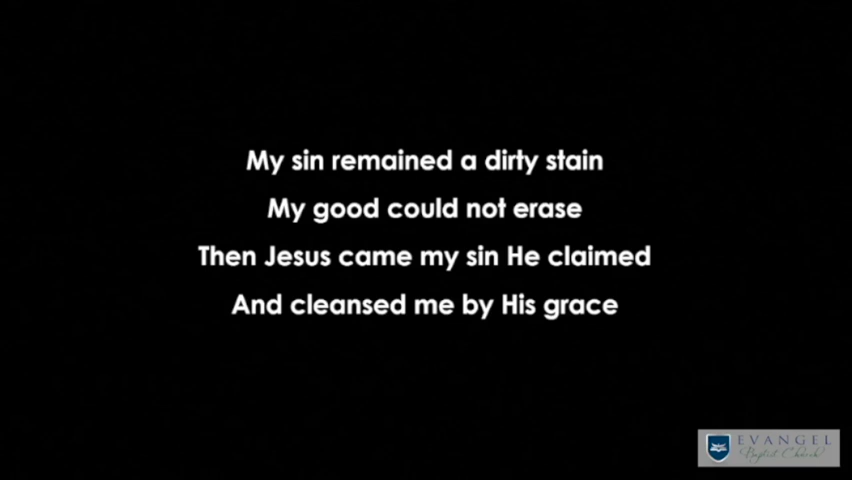 My sin remained a dirty stain
My good could not erase
Then Jesus came my sin He claimed
And cleansed me by His grace
EVANGEL
Baptist Church